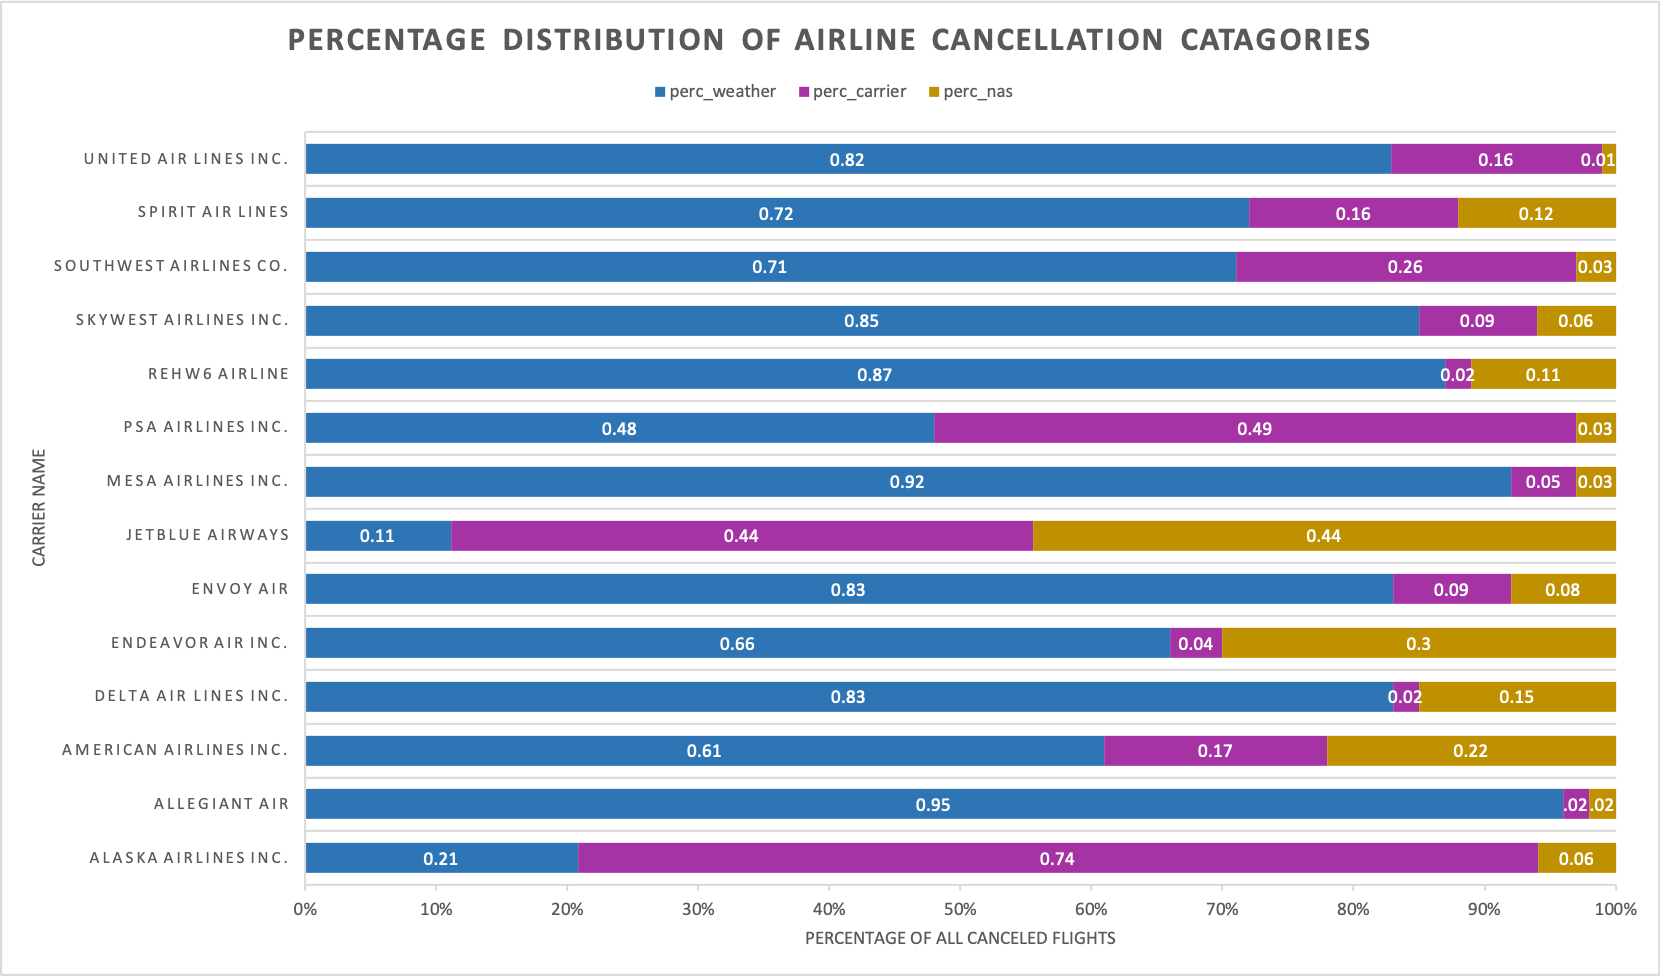 PERCENTAGE DISTRIBUTION OF AIRLINE CANCELLATION CATAGORIES
perc_weather perc_carrier perc_nas
UNITED AIR LINES INC. 0.82 0.16 0.01
SPIRIT AIR LINES 0.72 0.16 0.12
SOUTHWEST AIRLINES CO. 0.71 0.26 0.03
SKYWEST AIRLINES INC. 0.85 0.09 0.06
REHW6 AIRLINE 0.87 0.02 0.11
PSA AIRLINES INC. 0.48 0.49 0.03
MESA AIRLINES INC. 0.92 0.05 0.03
JETBLUE AIRWAYS 0.11 0.44 0.44
ENVOY AIR 0.83 0.09 0.08
ENDEAVOR AIR INC. 0.66 0.04 0.3
DELTA AIR LINES INC. 0.83 0.02 0.15
AMERICAN AIRLINES INC. 0.61 0.17 0.22
ALLEGIANT AIR 0.95 .02 .02
ALASKA AIRLINES INC. 0.21 0.74 0.06
CARRIER NAME
0% 10% 20% 30% 40% 50% 60% 70% 80% 90% 100%
PERCENTAGE OF ALL CANCELED FLIGHTS